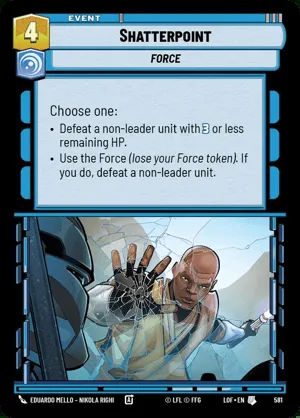 EVENT
4
SHATTERPOINT
FORCE
Choose one:
• Defeat a non-leader unit with 3 or less
remaining HP.
• Use the Force (lose your Force token). If
you do, defeat a non-leader unit.
EDUARDO MELLO - NIKOLA RIGHI © LFL © FFG LOF • EN 581